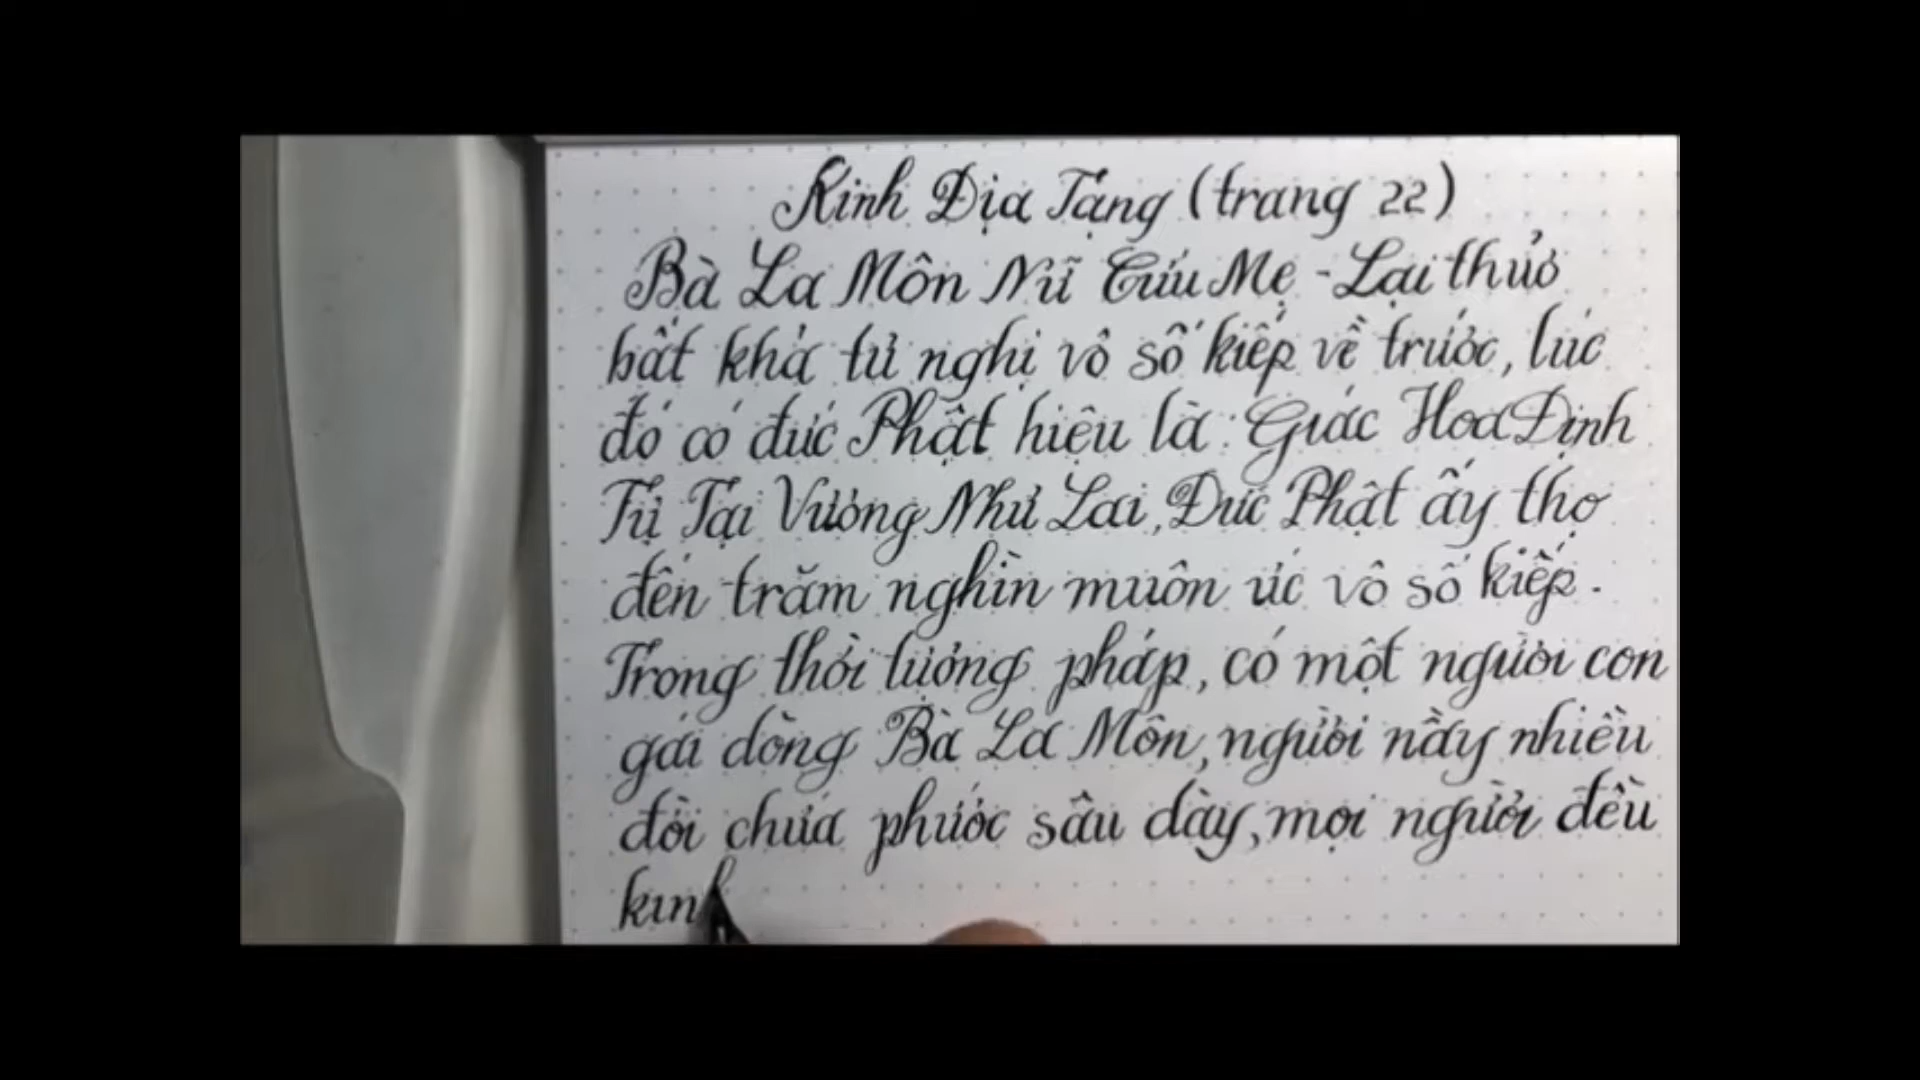 Kinh Địa Tạng (trang 22)
Bà La Môn Nữ Cứu Mẹ - Lại thuở
bất khả tư nghị vô số kiếp về trước, lúc
đó có đức Phật hiệu là: Giác Hoa Định
Tự Tại Vương Như Lai, Đức Phật ấy thọ
đến trăm nghìn muôn ức vô số kiếp.
Trong thời tượng pháp, có một người con
gái dòng Bà La Môn, người nầy nhiều
đời chứa phước sâu dày, mọi người đều
kinh